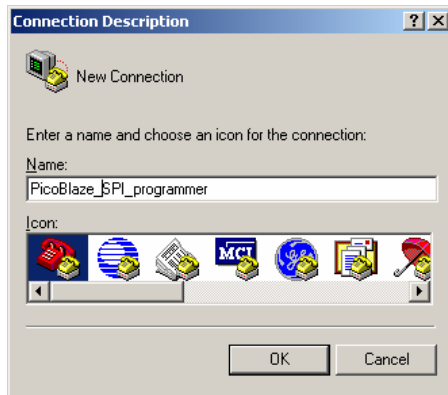 Connection Description
New Connection
Enter a name and choose an icon for the connection:
Name:
PicoBlaze_SPI_programmer
Icon:
MCI
OK Cancel